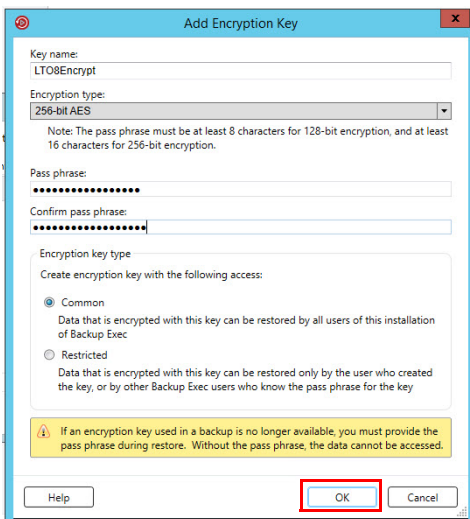 Add Encryption Key
x
Key name:
LTO8Encrypt
Encryption type:
256-bit AES
Note: The pass phrase must be at least 8 characters for 128-bit encryption, and at least
16 characters for 256-bit encryption.
Pass phrase:
●●●●●●●●●●●●●●●●●
Confirm pass phrase:
●●●●●●●●●●●●●●●●●●
Encryption key type
Create encryption key with the following access:
Common
Data that is encrypted with this key can be restored by all users of this installation
of Backup Exec
Restricted
Data that is encrypted with this key can be restored only by the user who created
the key, or by other Backup Exec users who know the pass phrase for the key
If an encryption key used in a backup is no longer available, you must provide the
pass phrase during restore. Without the pass phrase, the data cannot be accessed.
Help
OK
Cancel